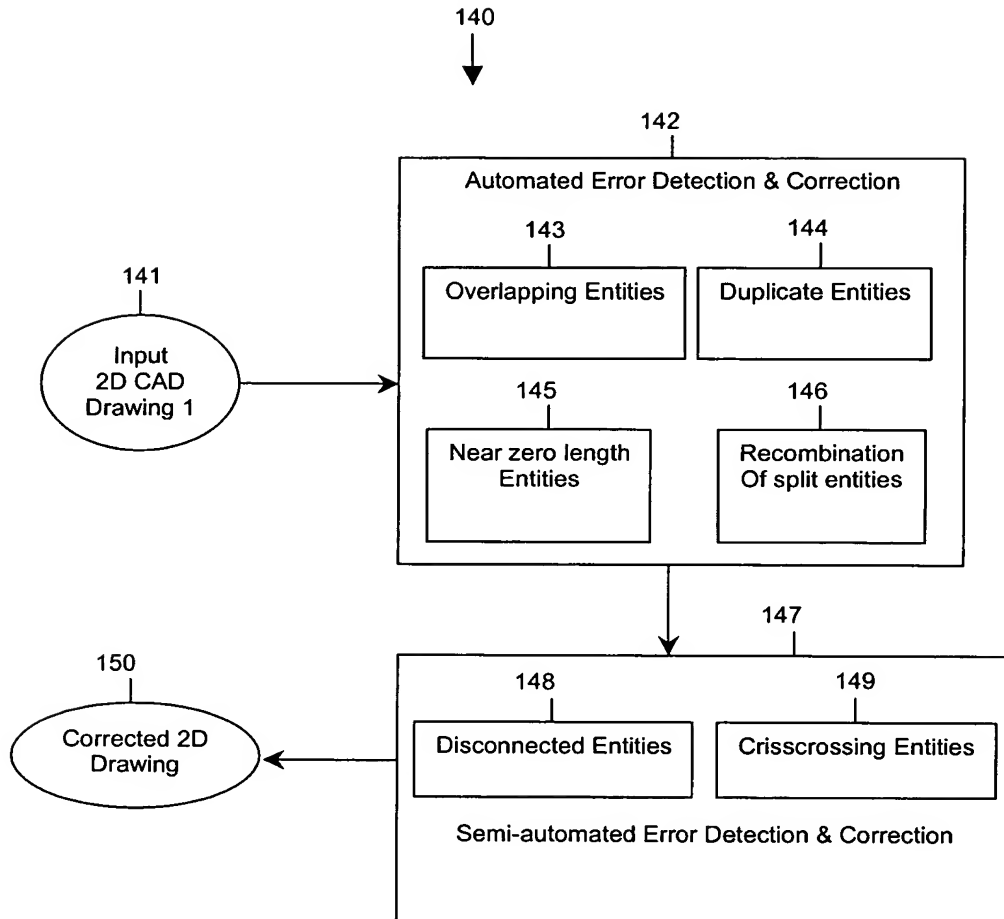 140
142
Automated Error Detection & Correction
143
144
Overlapping Entities
Duplicate Entities
141
Input
2D CAD
Drawing 1
145
146
Near zero length
Entities
Recombination
Of split entities
147
150
148
149
Corrected 2D
Drawing
Disconnected Entities
Crisscrossing Entities
Semi-automated Error Detection & Correction